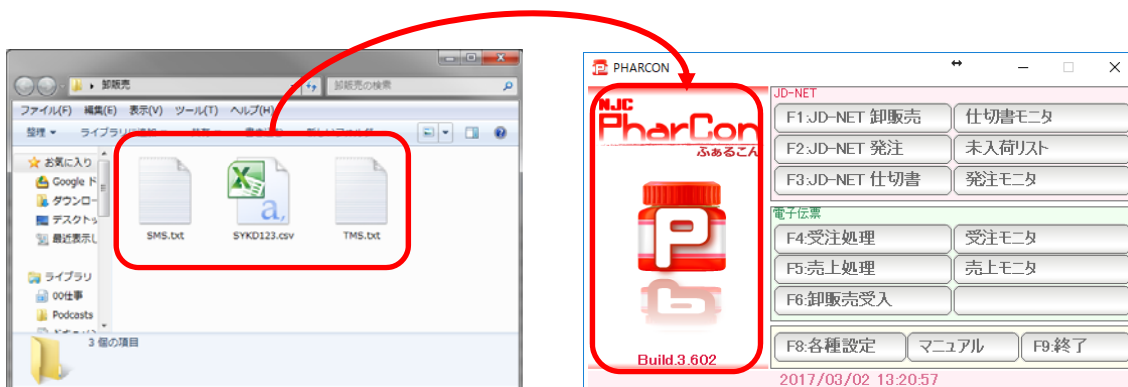 卸販売
卸販売の検索
ファイル(F) 編集(E) 表示(V) ツール(T) ヘルプ(H)
整理
お気に入り
Google ド
ダウンロー
デスクトッ
最近表示し
ライブラリ
00仕事
Podcasts
SMS.txt
SYKD123.csv
TMS.txt
3 個の項目
PHARCON
NJC
PharCon
ふぁるこん
P
Build.3.602
JD-NET
F1:JD-NET 卸販売 仕切書モニタ
F2:JD-NET 発注 未入荷リスト
F3:JD-NET 仕切書 発注モニタ
電子伝票
F4:受注処理 受注モニタ
F5:売上処理 売上モニタ
F6:卸販売受入
F8:各種設定 マニュアル F9:終了
2017/03/02 13:20:57